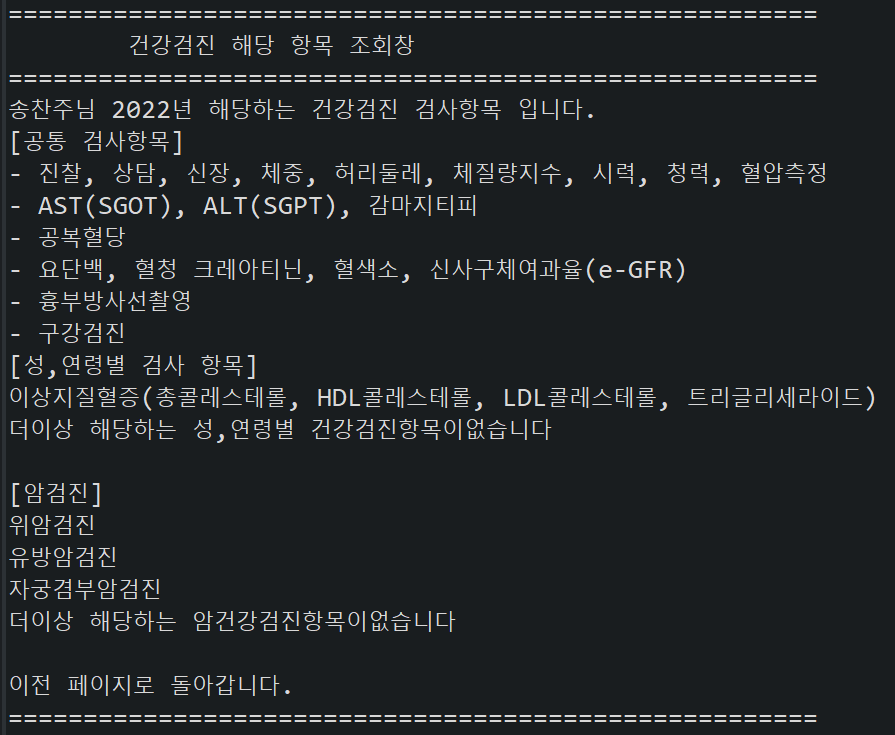 ======================================================
건강검진 해당 항목 조회창
======================================================
송찬주님 2022년 해당하는 건강검진 검사항목 입니다.
[공통 검사항목]
- 진찰, 상담, 신장, 체중, 허리둘레, 체질량지수, 시력, 청력, 혈압측정
- AST(SGOT), ALT(SGPT), 감마지티피
- 공복혈당
- 요단백, 혈청 크레아티닌, 혈색소, 신사구체여과율(e-GFR)
- 흉부방사선촬영
- 구강검진
[성,연령별 검사 항목]
이상지질혈증(총콜레스테롤, HDL콜레스테롤, LDL콜레스테롤, 트리글리세라이드)
더이상 해당하는 성,연령별 건강검진항목이없습니다
[암검진]
위암검진
유방암검진
자궁겸부암검진
더이상 해당하는 암건강검진항목이없습니다
이전 페이지로 돌아갑니다.
======================================================